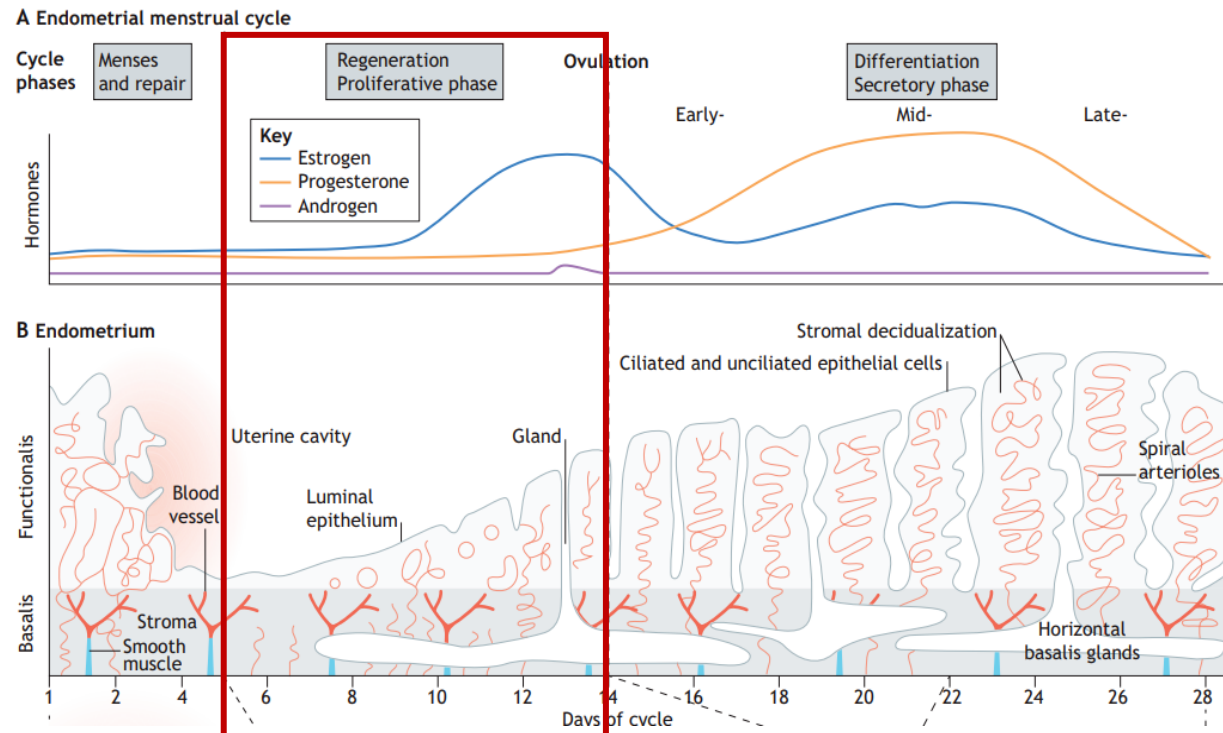 A Endometrial menstrual cycle
Cycle
phases
Menses
and repair
Regeneration
Proliferative phase
Ovulation
Differentiation
Secretory phase
Early-
Mid-
Late-
Key
Estrogen
Progesterone
Androgen
Hormones
B Endometrium
Stromal decidualization
Ciliated and unciliated epithelial cells
Uterine cavity
Gland
Blood
vessel
Luminal
epithelium
Spiral
arterioles
Functionalis
Basalis
Stroma
Smooth
muscle
Horizontal
basalis glands
1 2 4 6 8 10 12 14 16 18 20 22 24 26 28
Days of cycle